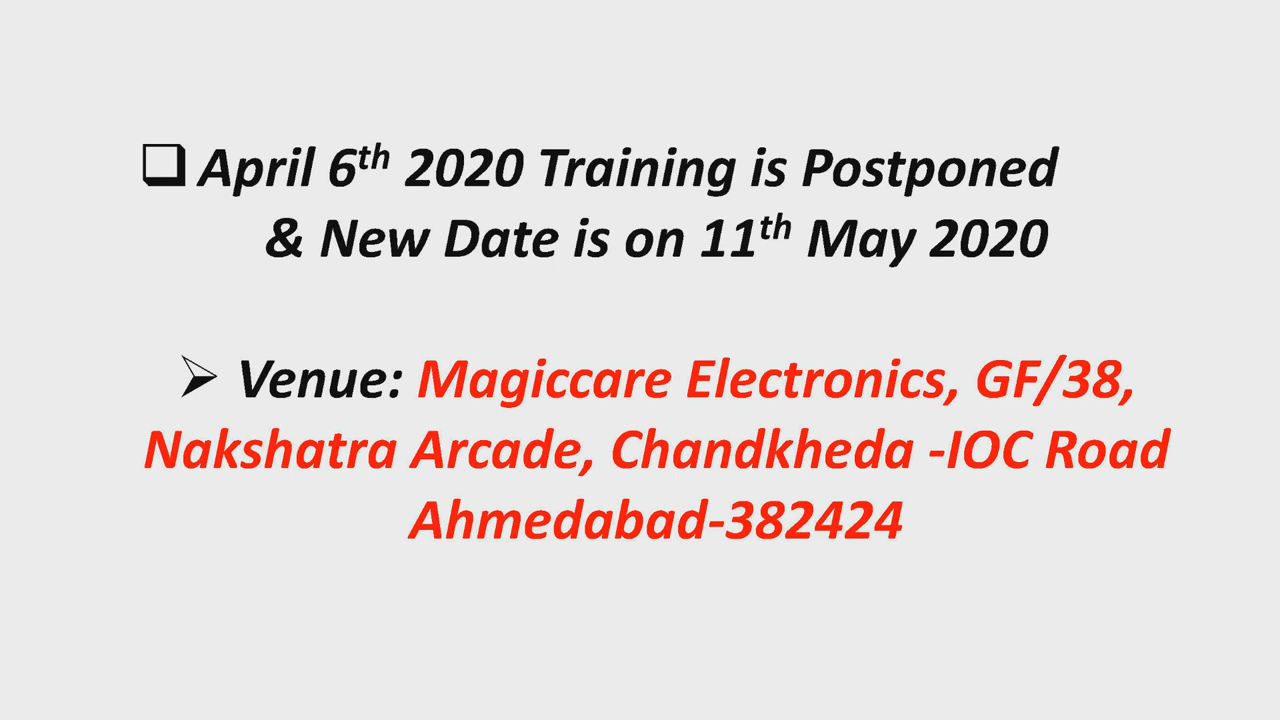 ❑ April 6th 2020 Training is Postponed
& New Date is on 11th May 2020
➢ Venue: Magiccare Electronics, GF/38,
Nakshatra Arcade, Chandkheda -IOC Road
Ahmedabad-382424